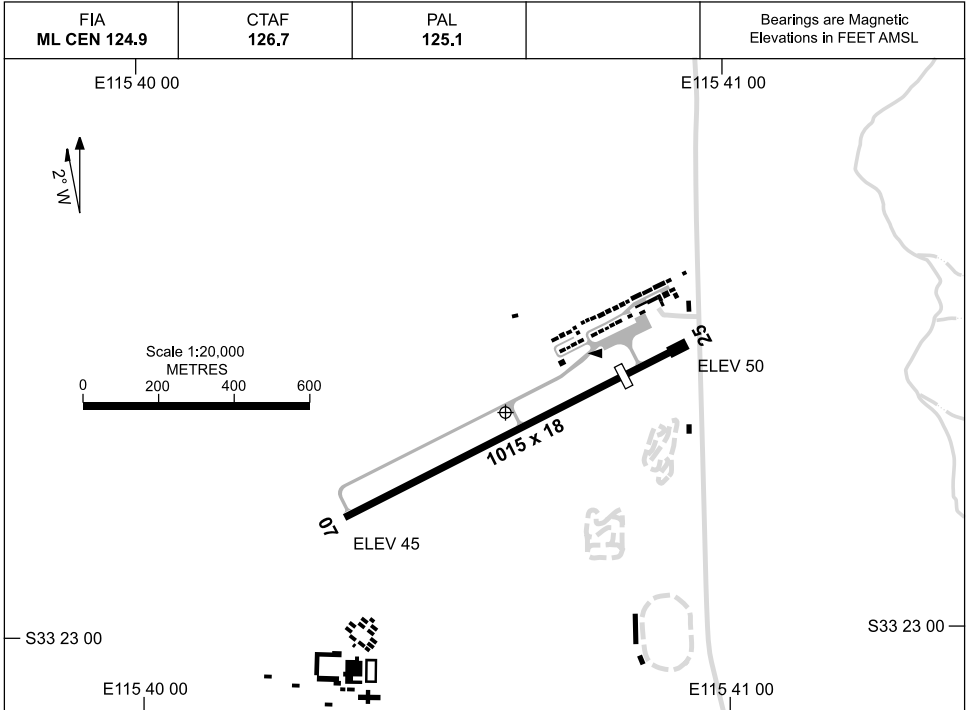 FIA
ML CEN 124.9
CTAF
126.7
PAL
125.1
Bearings are Magnetic
Elevations in FEET AMSL
E115 40 00
E115 41 00
2° W
Scale 1:20,000
METRES
0 200 400 600
25
ELEV 50
1015 x 18
07
ELEV 45
S33 23 00
S33 23 00
E115 40 00
E115 41 00